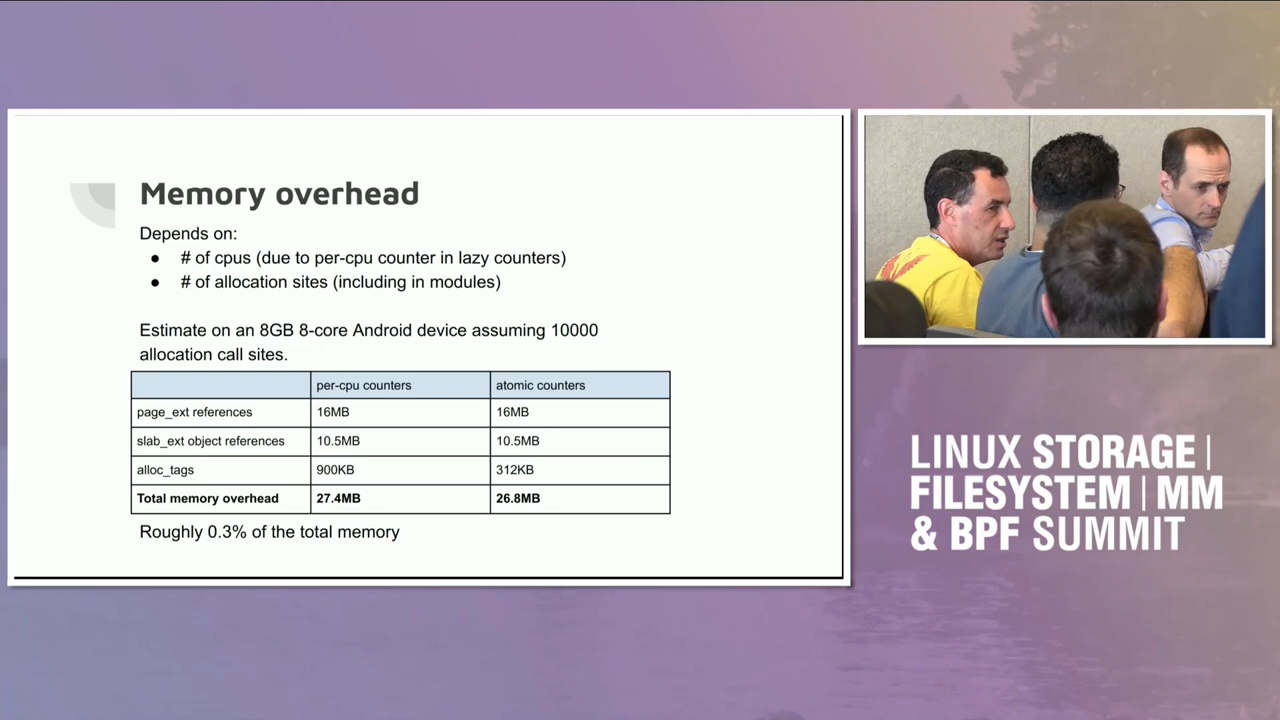 Memory overhead
Depends on:
● # of cpus (due to per-cpu counter in lazy counters)
● # of allocation sites (including in modules)
Estimate on an 8GB 8-core Android device assuming 10000
allocation call sites.
per-cpu counters atomic counters
page_ext references 16MB 16MB
slab_ext object references 10.5MB 10.5MB
alloc_tags 900KB 312KB
Total memory overhead 27.4MB 26.8MB
Roughly 0.3% of the total memory
LINUX STORAGE |
FILESYSTEM | MM
& BPF SUMMIT